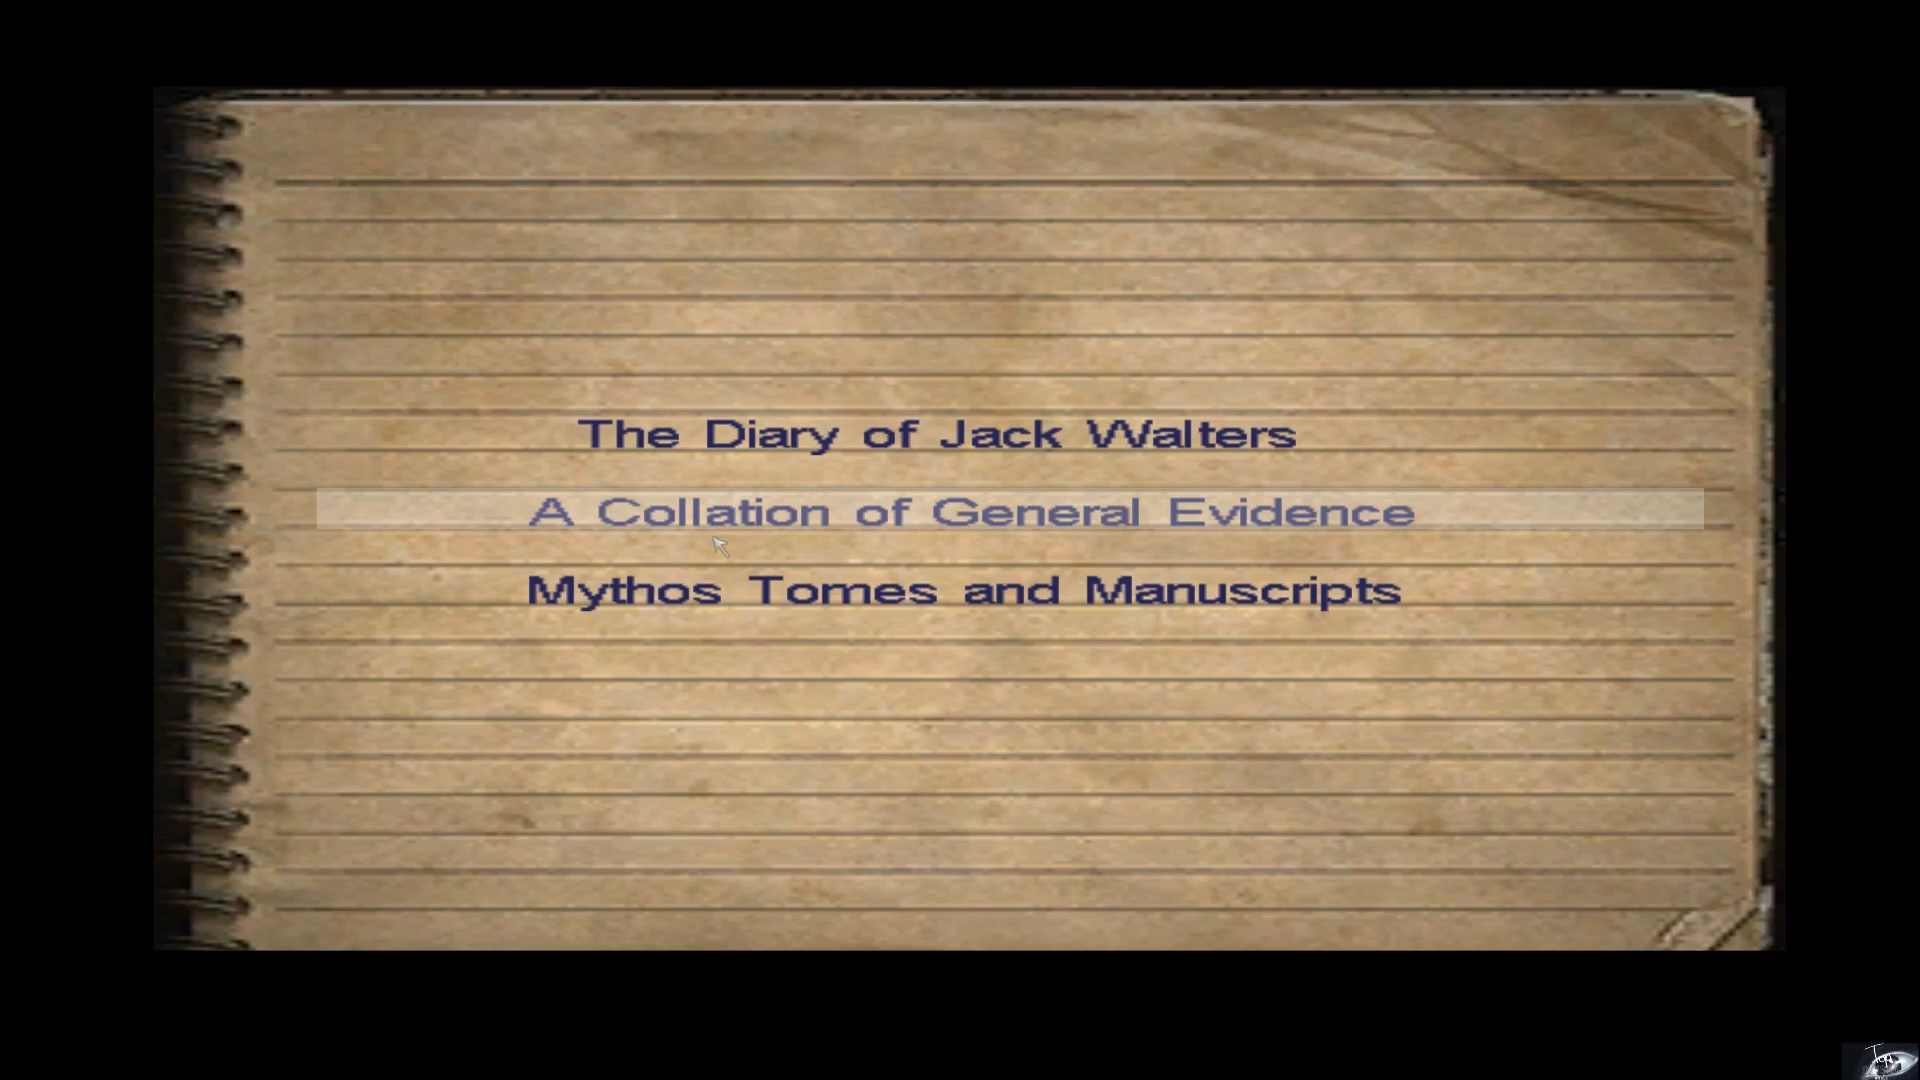 The Diary of Jack Walters
A Collation of General Evidence
Mythos Tomes and Manuscripts